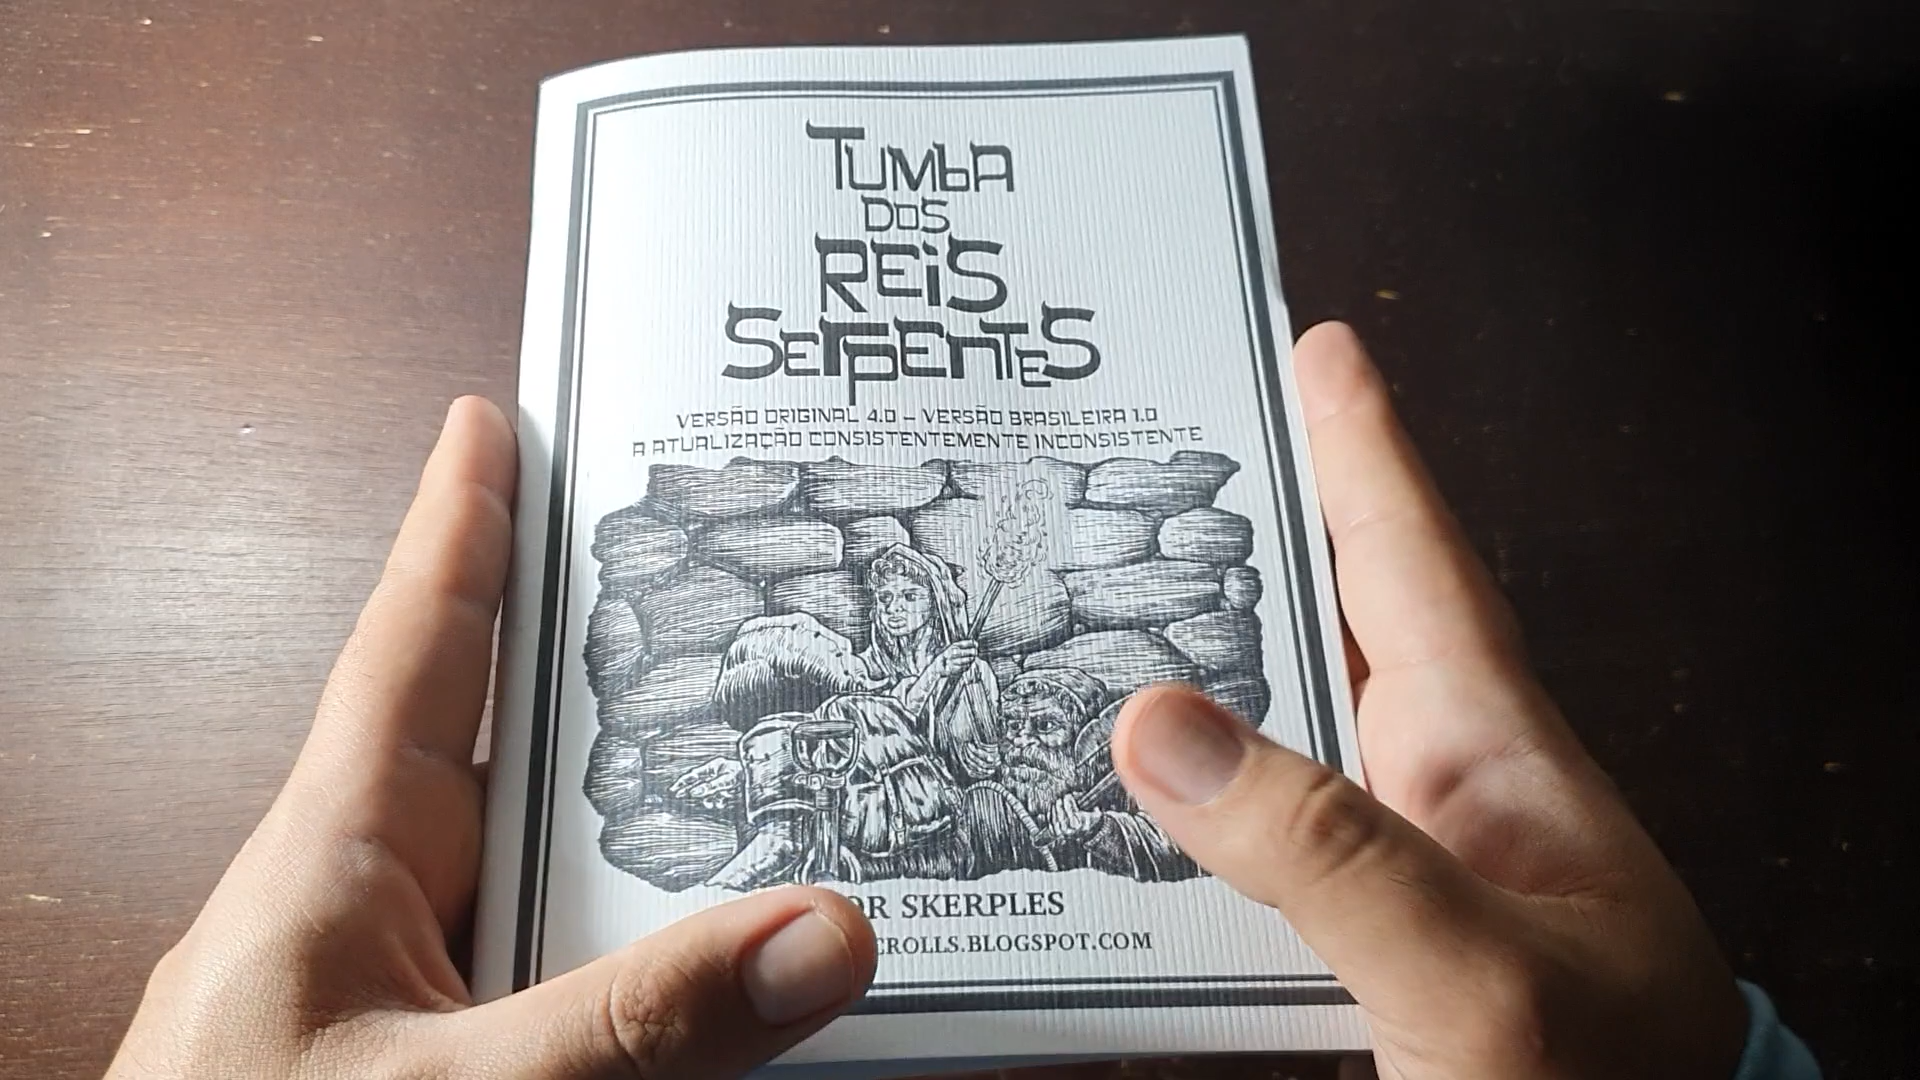 TUMBA
DOS
REIS
SERPENTES
VERSÃO ORIGINAL 4.0 – VERSÃO BRASILEIRA 1.0
A ATUALIZAÇÃO CONSISTENTEMENTE INCONSISTENTE
OR SKERPLES
CROLLS.BLOGSPOT.COM